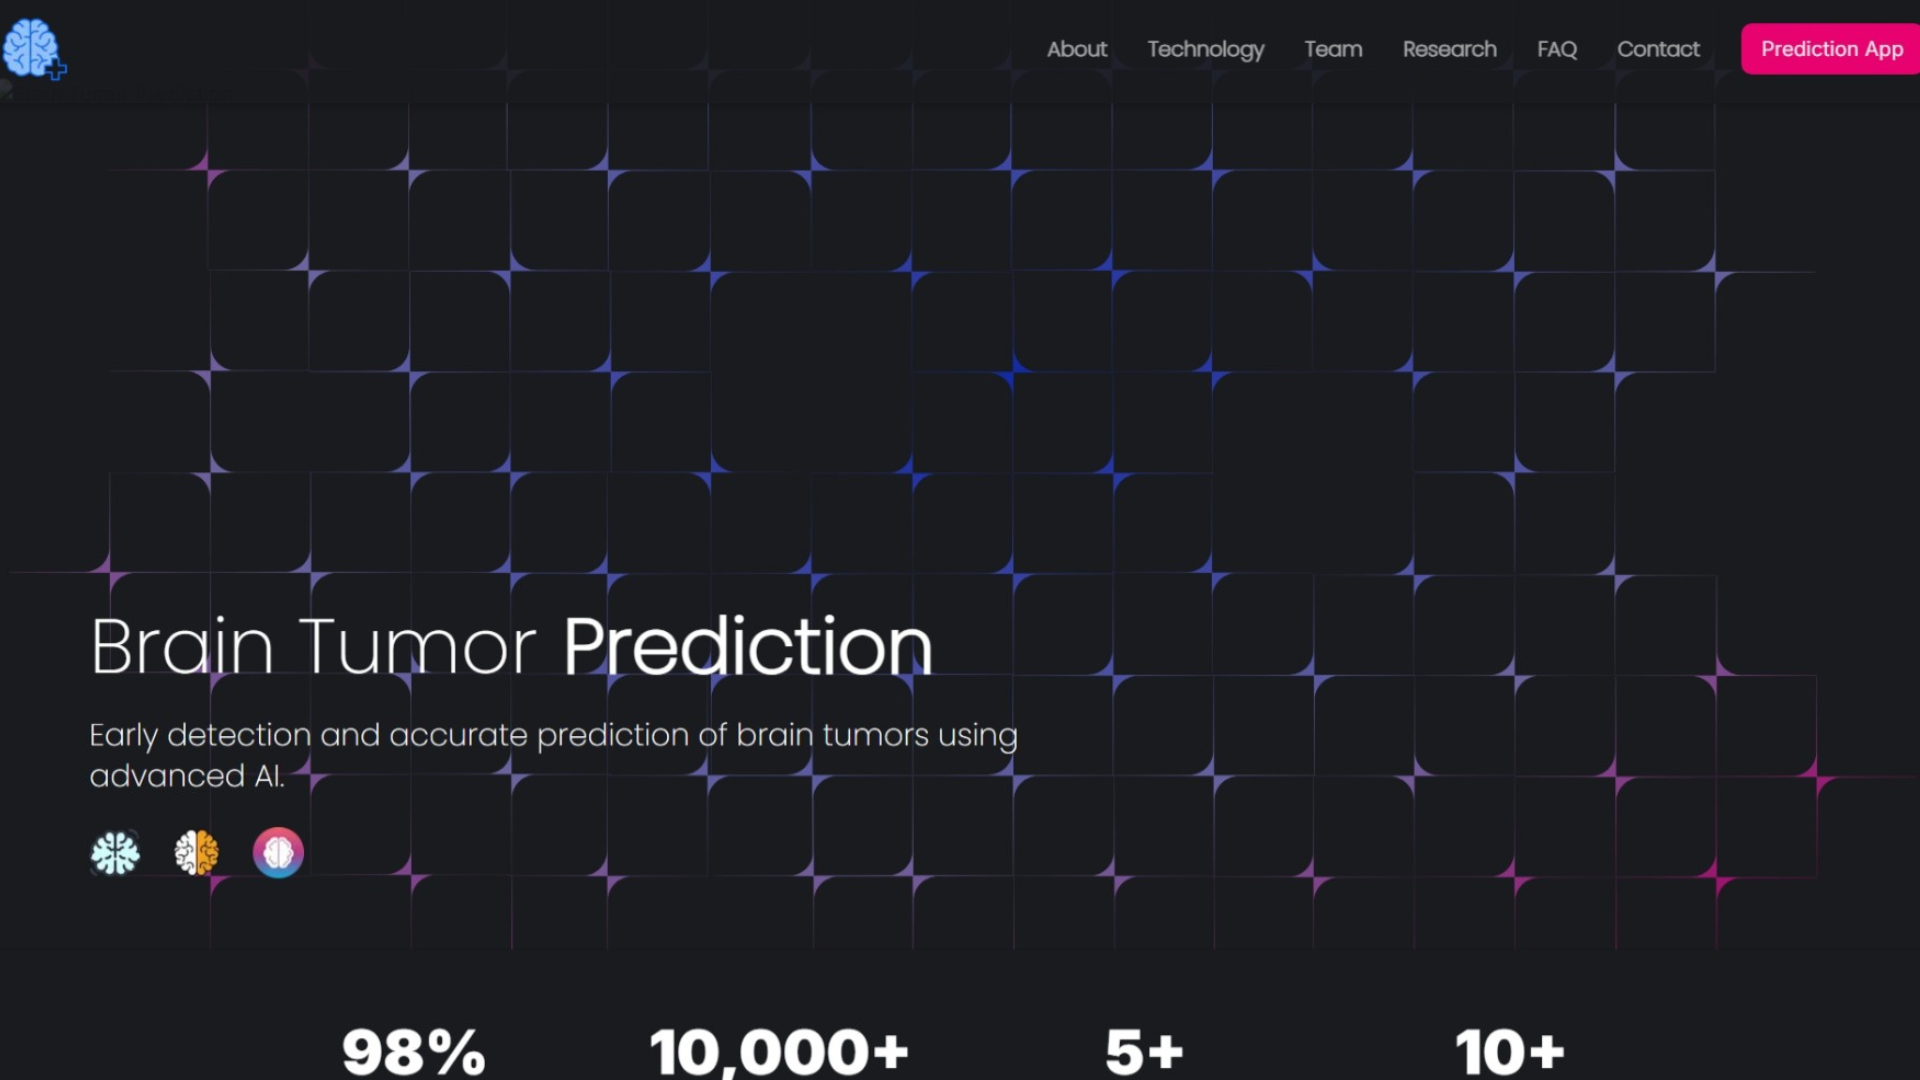 About Technology Team Research FAQ Contact Prediction App
Brain Tumor Prediction
Early detection and accurate prediction of brain tumors using
advanced AI.
98% 10,000+ 5+ 10+